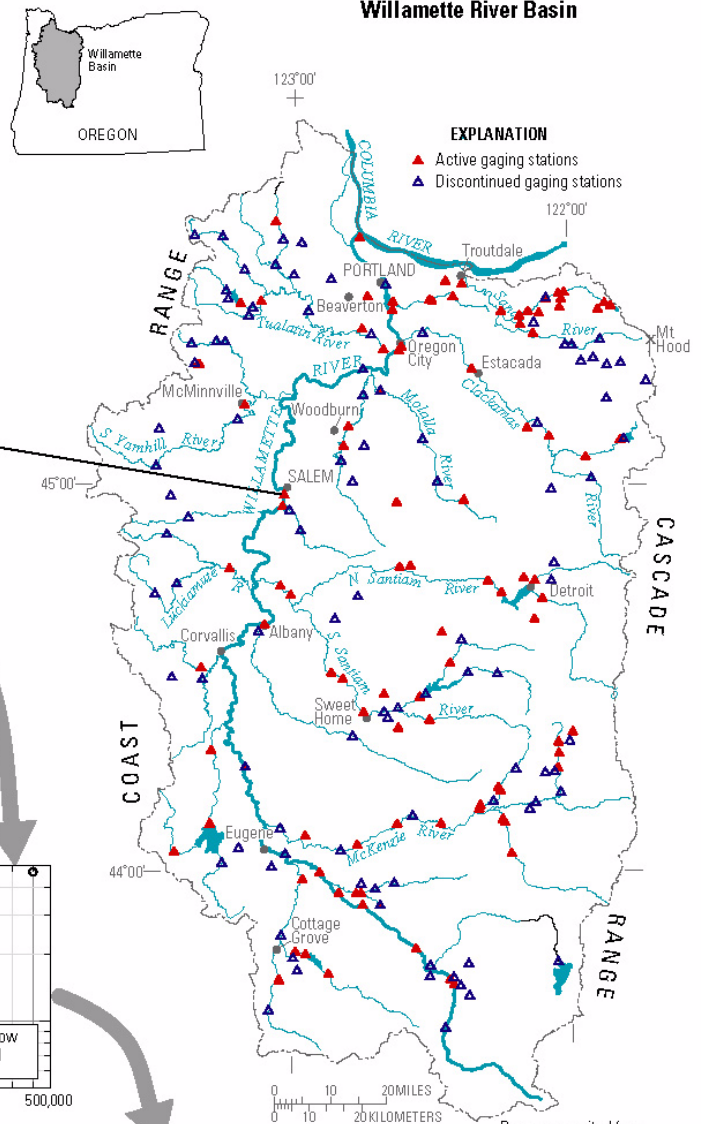 Willamette River Basin
Willamette
Basin
OREGON
123°00'
EXPLANATION
Active gaging stations
Discontinued gaging stations
122°00'
COLUMBIA
RIVER
Troutdale
PORTLAND
Beaverton
RANGE
Tualatin River
River
Mt
Hood
Oregon
City
RIVER
Estacada
McMinnville
Clackamas
Woodburn
Molalla
River
S Yamhill River
WILLAMETTE
SALEM
45°00'
River
CASCADE
N Santiam River
Detroit
Luckiamute R
Albany
Corvallis
S Santiam
Sweet
Home
River
COAST
Eugene
McKenzie River
44°00'
Cottage
Grove
RANGE
OW
500,000
0 10 20 MILES
0 10 20 KILOMETERS